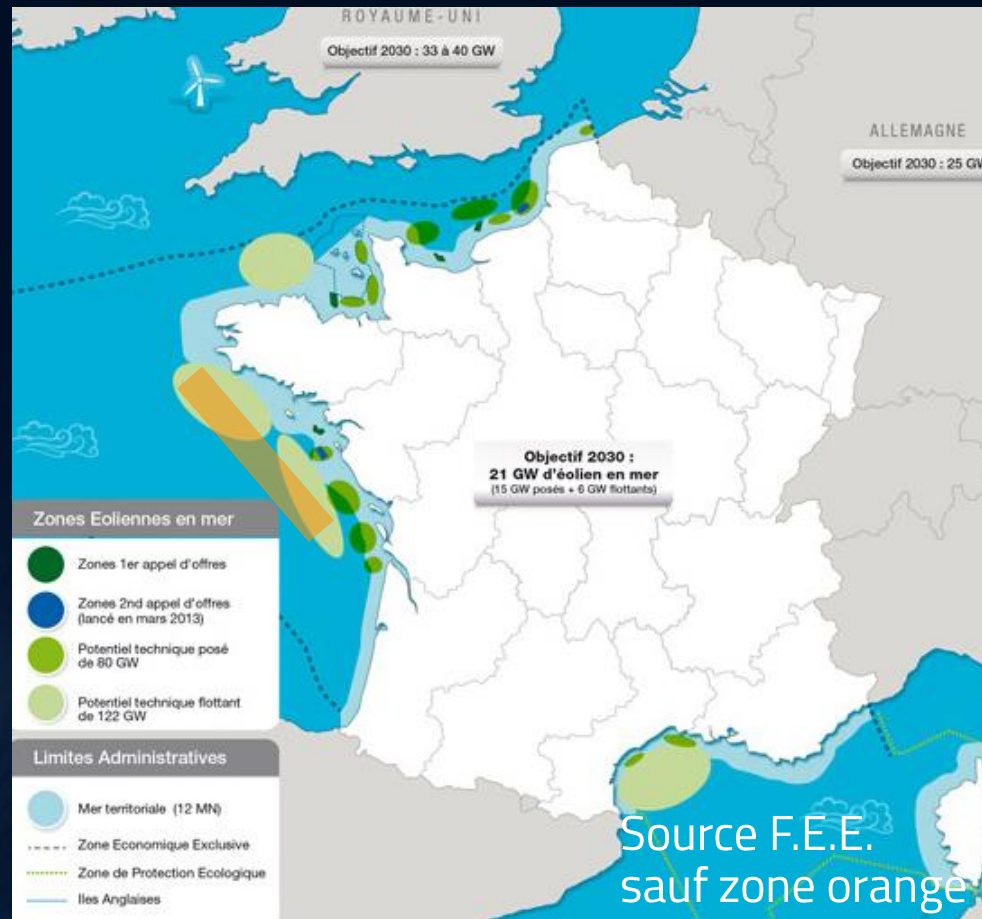 ROYAUME-UNI
Objectif 2030 : 33 à 40 GW
ALLEMAGNE
Objectif 2030 : 25 GW
Objectif 2030 :
21 GW d'éolien en mer
(15 GW posés + 6 GW flottants)
Zones Eoliennes en mer
Zones 1er appel d'offres
Zones 2nd appel d'offres
(lancé en mars 2013)
Potentiel technique posé
de 80 GW
Potentiel technique flottant
de 122 GW
Limites Administratives
Mer territoriale (12 MN)
Zone Economique Exclusive
Zone de Protection Ecologique
Iles Anglaises
Source F.E.E.
sauf zone orange